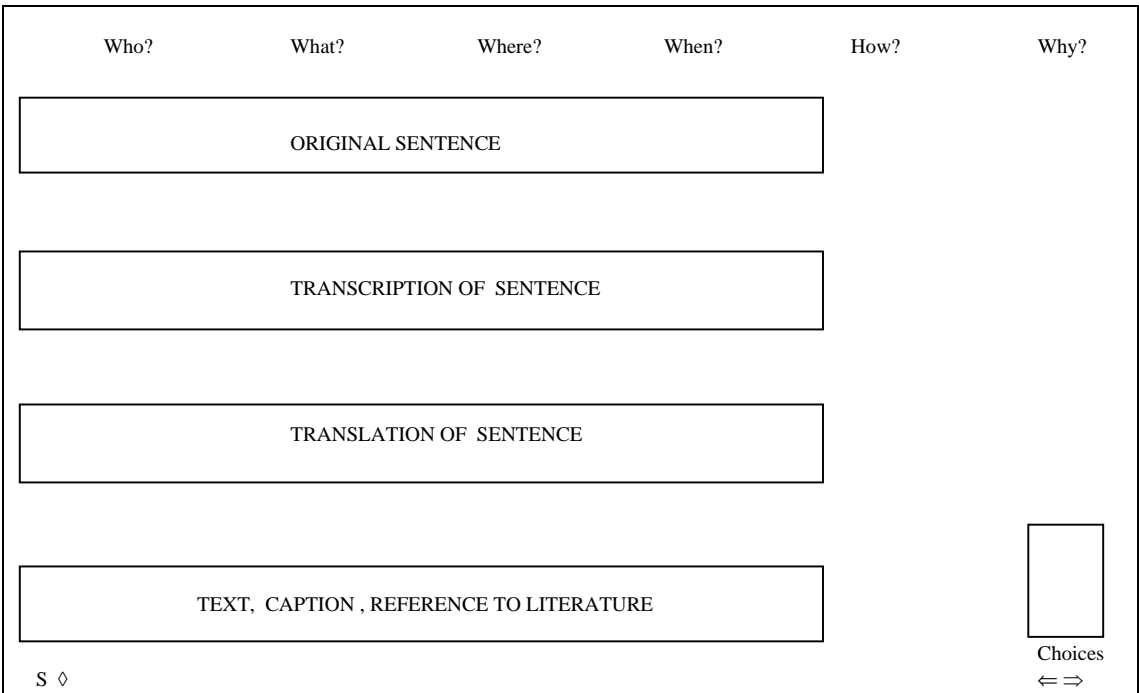 Who? What? Where? When? How? Why?
ORIGINAL SENTENCE
TRANSCRIPTION OF SENTENCE
TRANSLATION OF SENTENCE
TEXT, CAPTION , REFERENCE TO LITERATURE
Choices
S ◊ ⇐ ⇒